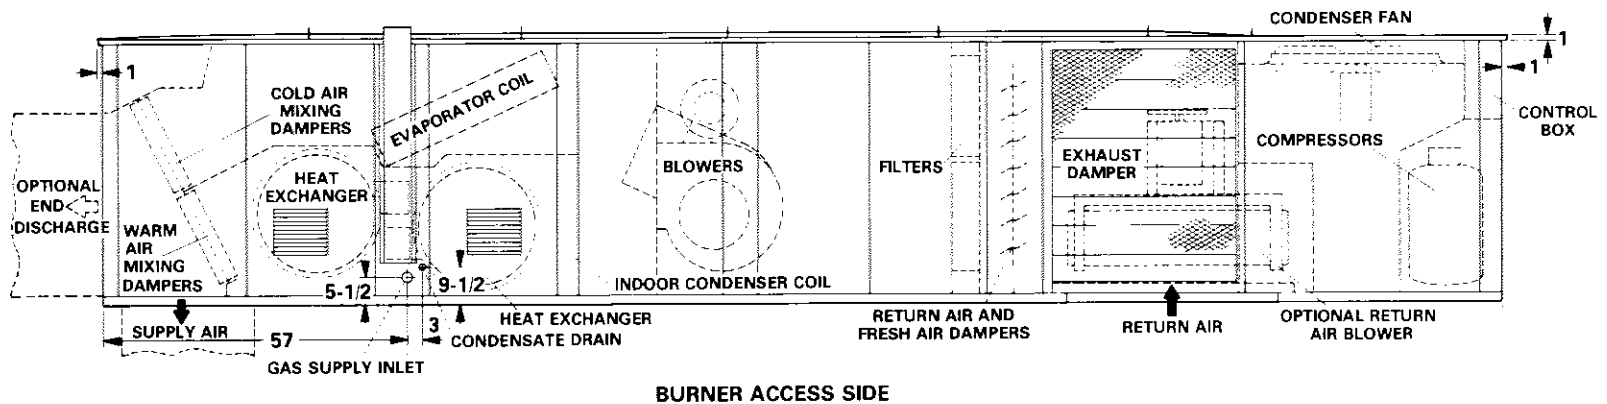 CONDENSER FAN
1
1
1
COLD AIR
MIXING
DAMPERS
EVAPORATOR COIL
CONTROL
BOX
HEAT
EXCHANGER
BLOWERS
FILTERS
EXHAUST
DAMPER
COMPRESSORS
OPTIONAL
END
DISCHARGE
WARM
AIR
MIXING
DAMPERS
5-1/2
9-1/2
INDOOR CONDENSER COIL
SUPPLY AIR
57
3
HEAT EXCHANGER
CONDENSATE DRAIN
GAS SUPPLY INLET
RETURN AIR AND
FRESH AIR DAMPERS
RETURN AIR
OPTIONAL RETURN
AIR BLOWER
BURNER ACCESS SIDE